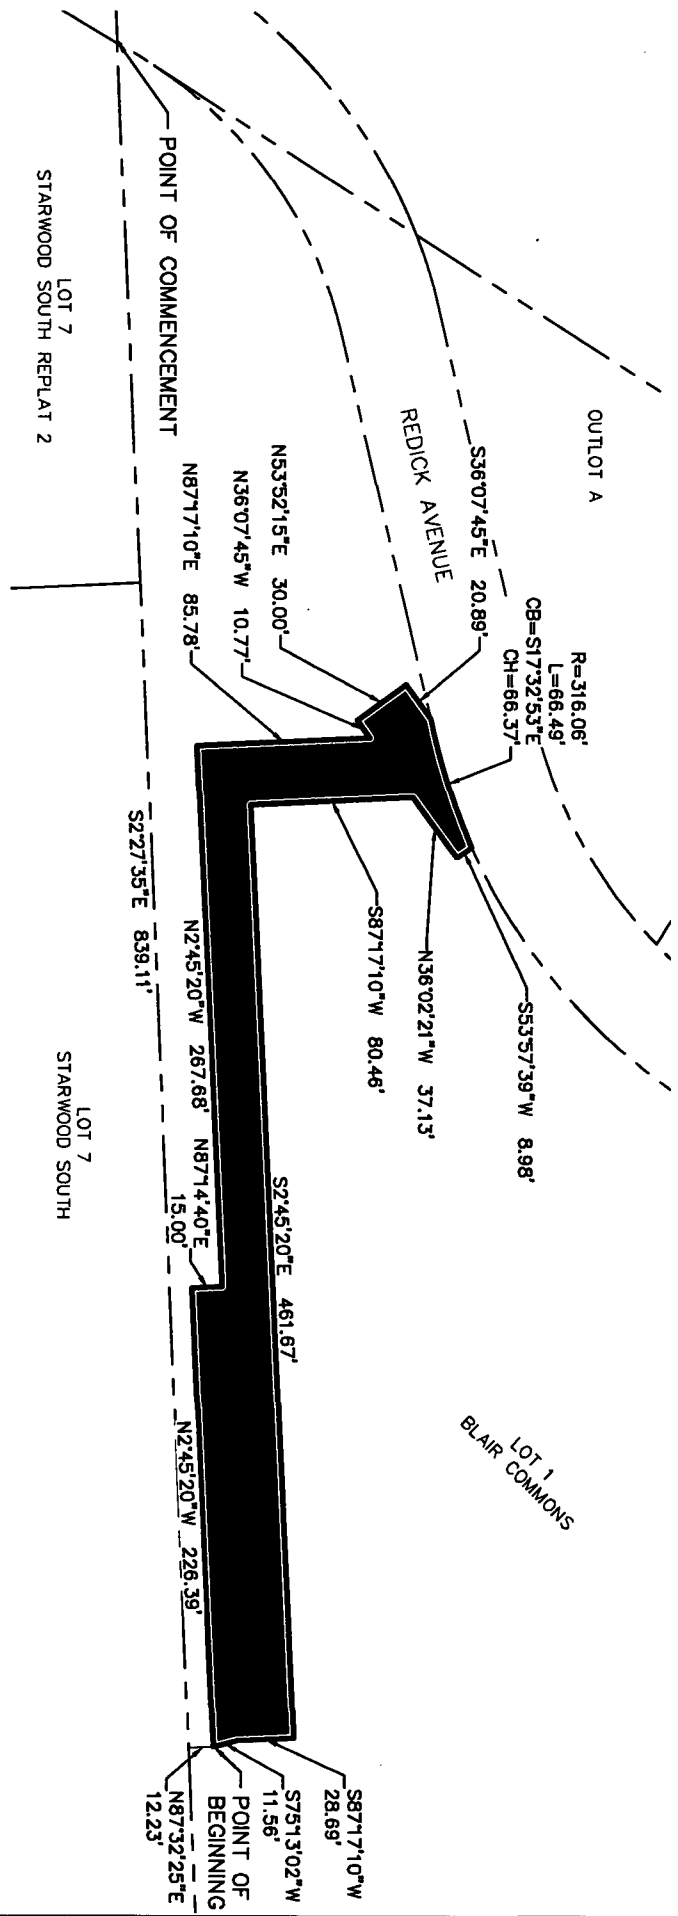 OUTLOT A
REDICK AVENUE
POINT OF COMMENCEMENT
LOT 7
STARWOOD SOUTH REPLAT 2
S36°07'45"E 20.89'
R=316.06'
L=66.49'
CB=S17°32'53"E
CH=66.37'
N53°52'15"E 30.00'
N36°07'45"W 10.77'
N87°17'10"E 85.78'
S53°57'39"W 8.98'
N36°02'21"W 37.13'
S87°17'10"W 80.46'
N2°45'20"W 267.68'
S2°27'35"E 839.11'
N87°14'40"E
15.00'
S2°45'20"E 461.67'
LOT 7
STARWOOD SOUTH
LOT 1
BLAIR COMMONS
N2°45'20"W 226.39'
S87°17'10"W
28.69'
S75°13'02"W
11.56'
POINT OF
BEGINNING
N87°32'25"E
12.23'